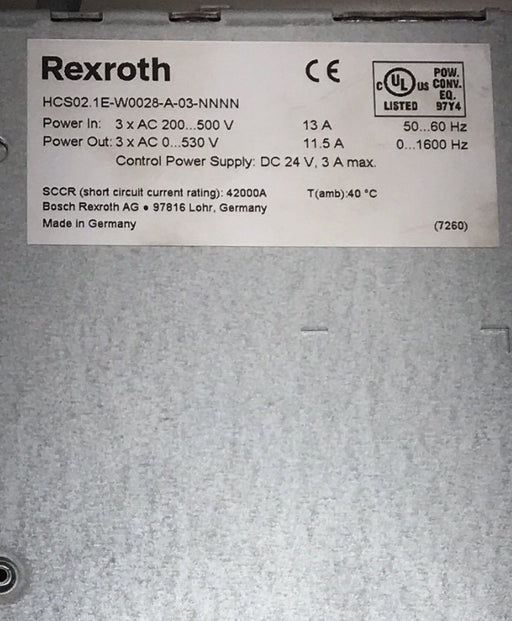 Rexroth
CE
C UL US LISTED
POW. CONV. EQ. 97Y4
HCS02.1E-W0028-A-03-NNNN
Power In: 3 x AC 200...500 V 13 A 50...60 Hz
Power Out: 3 x AC 0...530 V 11.5 A 0...1600 Hz
Control Power Supply: DC 24 V, 3 A max.
SCCR (short circuit current rating): 42000A T(amb):40 °C
Bosch Rexroth AG ● 97816 Lohr, Germany
Made in Germany (7260)